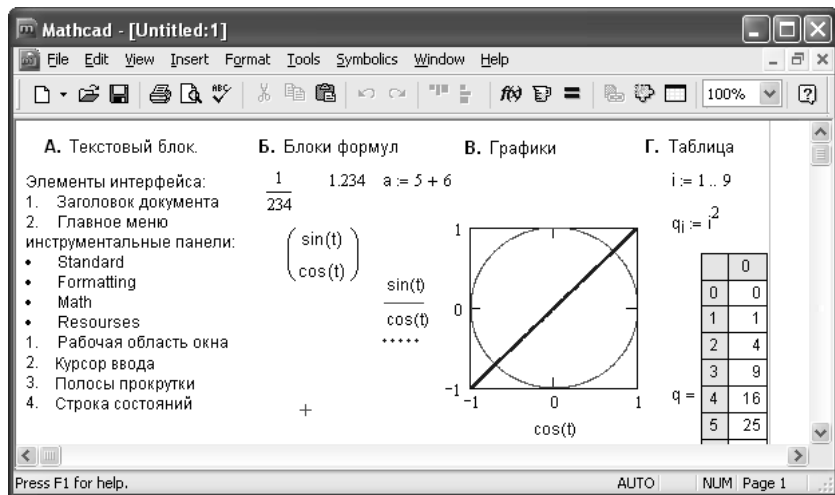 Mathcad - [Untitled:1]
File Edit View Insert Format Tools Symbolics Window Help
100%
А. Текстовый блок. Б. Блоки формул В. Графики Г. Таблица
Элементы интерфейса:
1. Заголовок документа
2. Главное меню
инструментальные панели:
• Standard
• Formatting
• Math
• Resourses
1. Рабочая область окна
2. Курсор ввода
3. Полосы прокрутки
4. Строка состояний
1
234
1.234 a := 5 + 6
sin(t)
cos(t)
sin(t)
cos(t)
1
0
−1
−1 0 1
cos(t)
i := 1 .. 9
qi := i²
q =
0
0 0
1 1
2 4
3 9
4 16
5 25
Press F1 for help. AUTO NUM Page 1